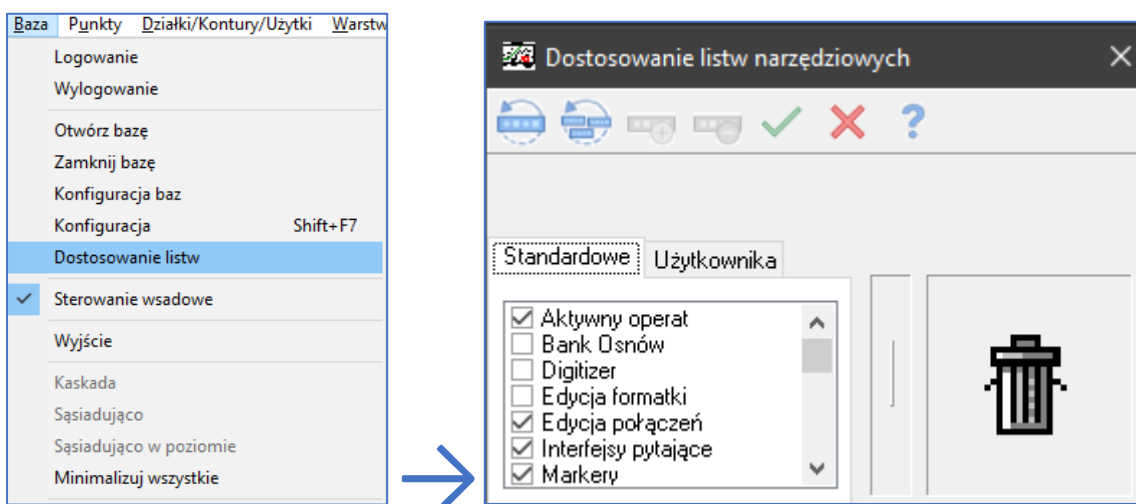 Baza Punkty Działki/Kontury/Użytki Warstw
Logowanie
Wylogowanie
Otwórz bazę
Zamknij bazę
Konfiguracja baz
Konfiguracja Shift+F7
Dostosowanie listw
Sterowanie wsadowe
Wyjście
Kaskada
Sąsiadująco
Sąsiadująco w poziomie
Minimalizuj wszystkie
Dostosowanie listw narzędziowych
?
Standardowe Użytkownika
Aktywny operat
Bank Osnów
Digitizer
Edycja formatki
Edycja połączeń
Interfejsy pytające
Markery